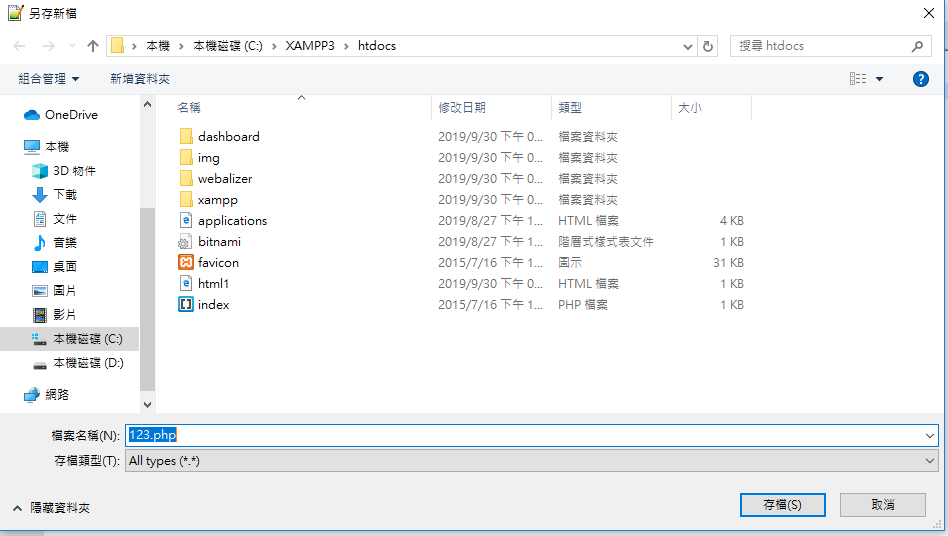 另存新檔
本機 本機磁碟 (C:) XAMPP3 htdocs
搜尋 htdocs
組合管理 新增資料夾
OneDrive
本機
3D 物件
下載
文件
音樂
桌面
圖片
影片
本機磁碟 (C:)
本機磁碟 (D:)
網路
名稱 修改日期 類型 大小
dashboard 2019/9/30 下午 0... 檔案資料夾
img 2019/9/30 下午 0... 檔案資料夾
webalizer 2019/9/30 下午 0... 檔案資料夾
xampp 2019/9/30 下午 0... 檔案資料夾
applications 2019/8/27 下午 1... HTML 檔案 4 KB
bitnami 2019/8/27 下午 1... 階層式樣式表文件 1 KB
favicon 2015/7/16 下午 1... 圖示 31 KB
html1 2019/9/30 下午 0... HTML 檔案 1 KB
index 2015/7/16 下午 1... PHP 檔案 1 KB
檔案名稱(N): 123.php
存檔類型(T): All types (*.*)
隱藏資料夾
存檔(S) 取消